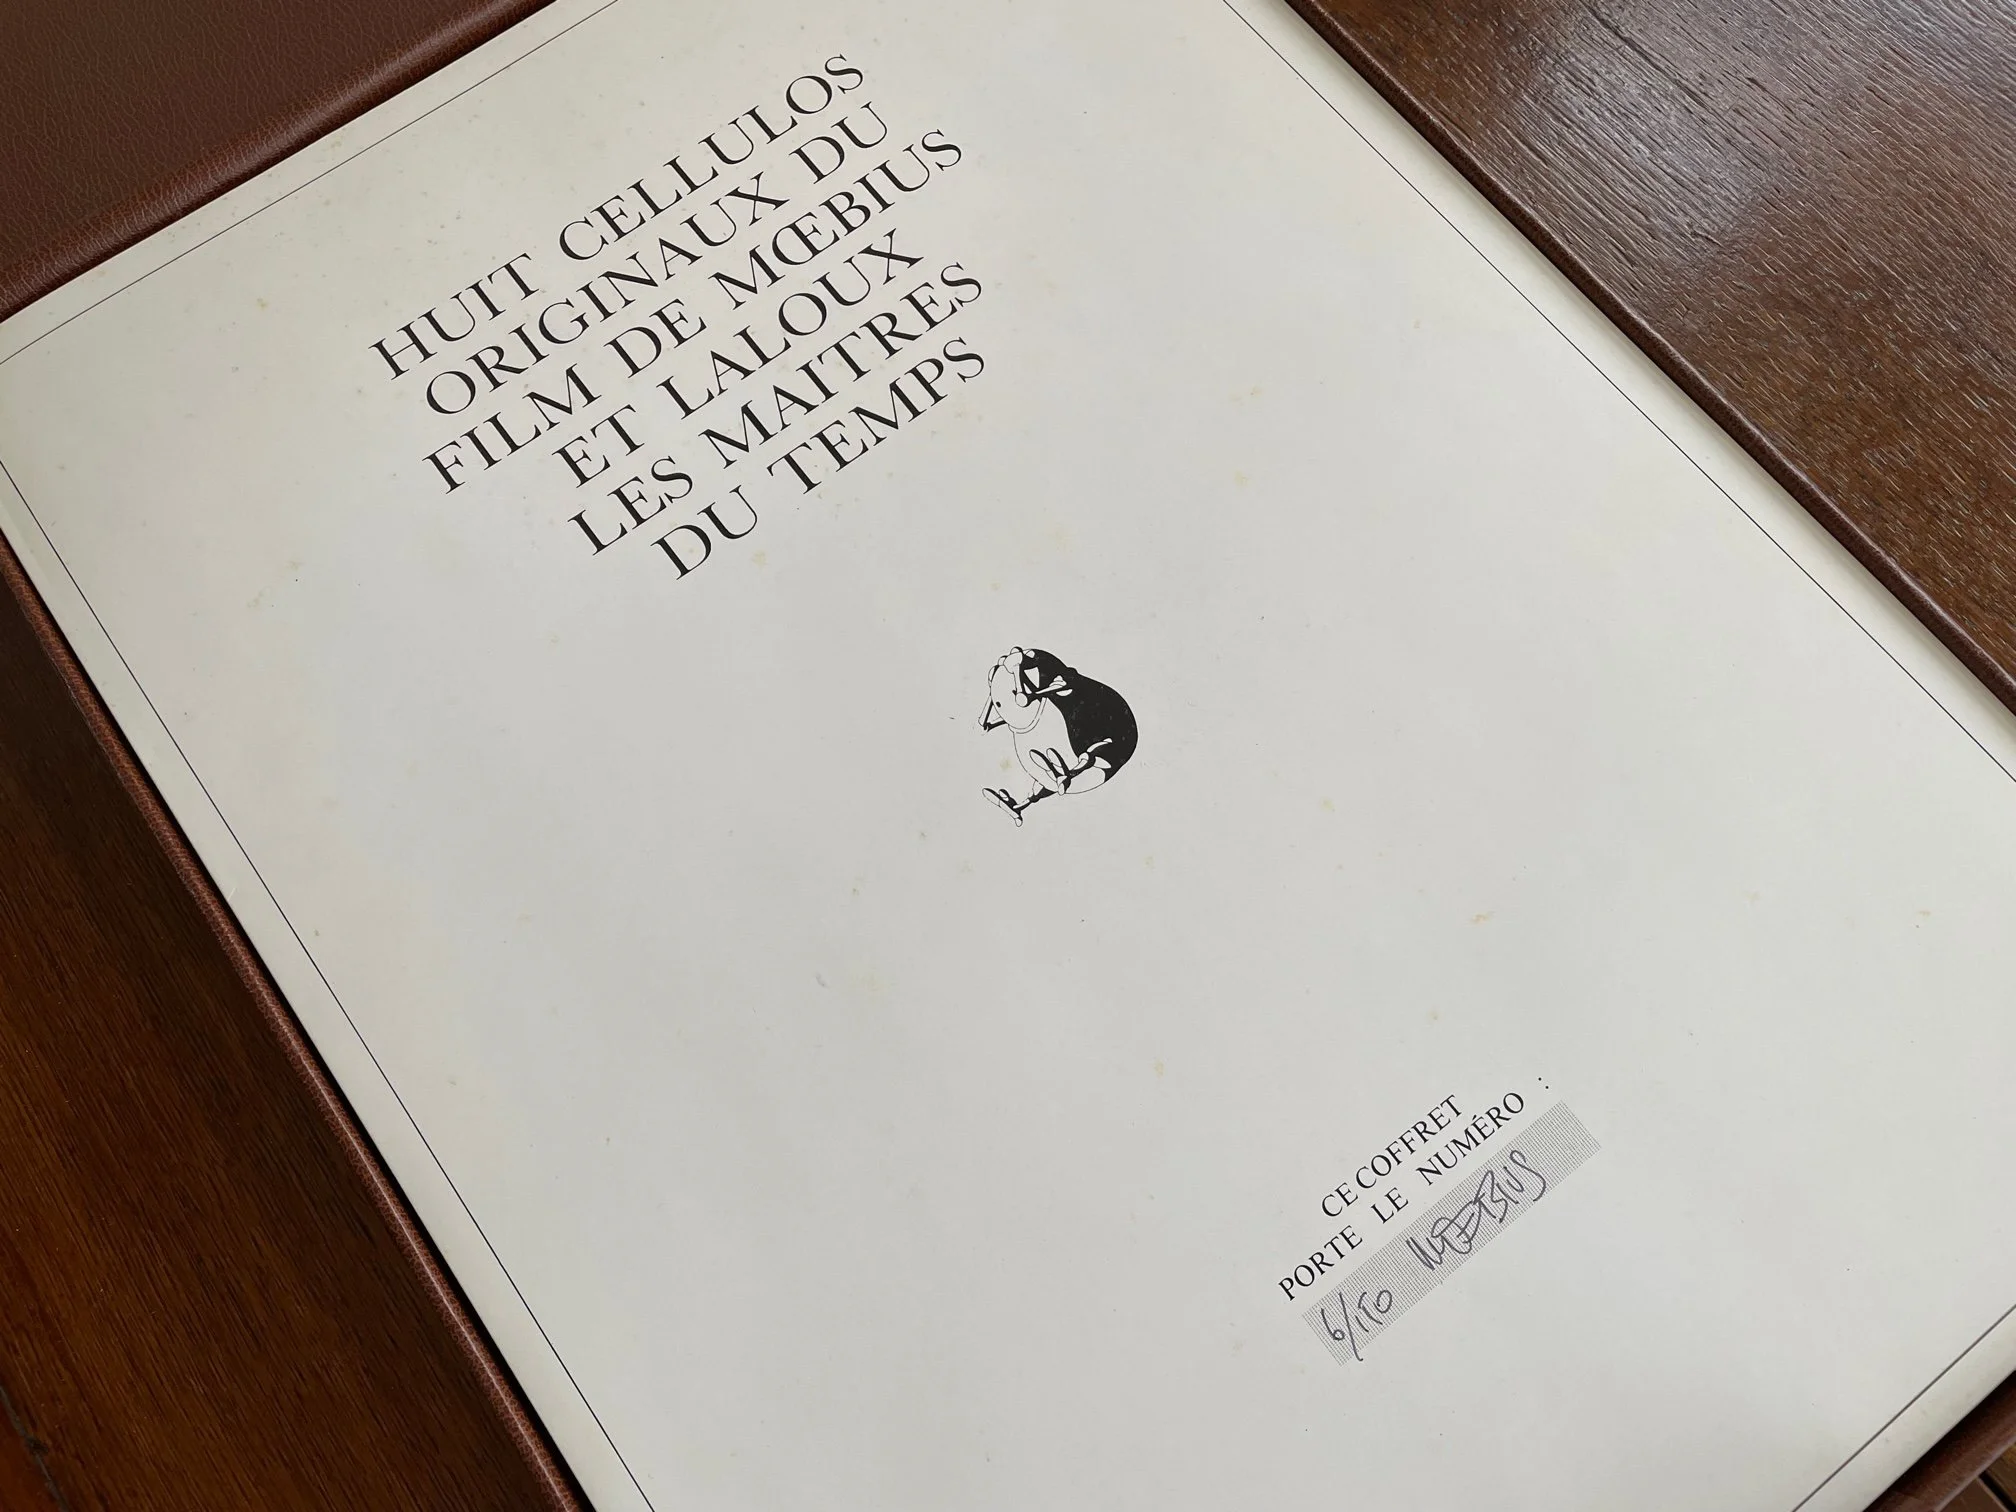 HUIT CELLULOS
ORIGINAUX DU
FILM DE MŒBIUS
ET LALOUX
LES MAITRES
DU TEMPS
CE COFFRET
PORTE LE NUMÉRO :
6/150 MŒBIUS